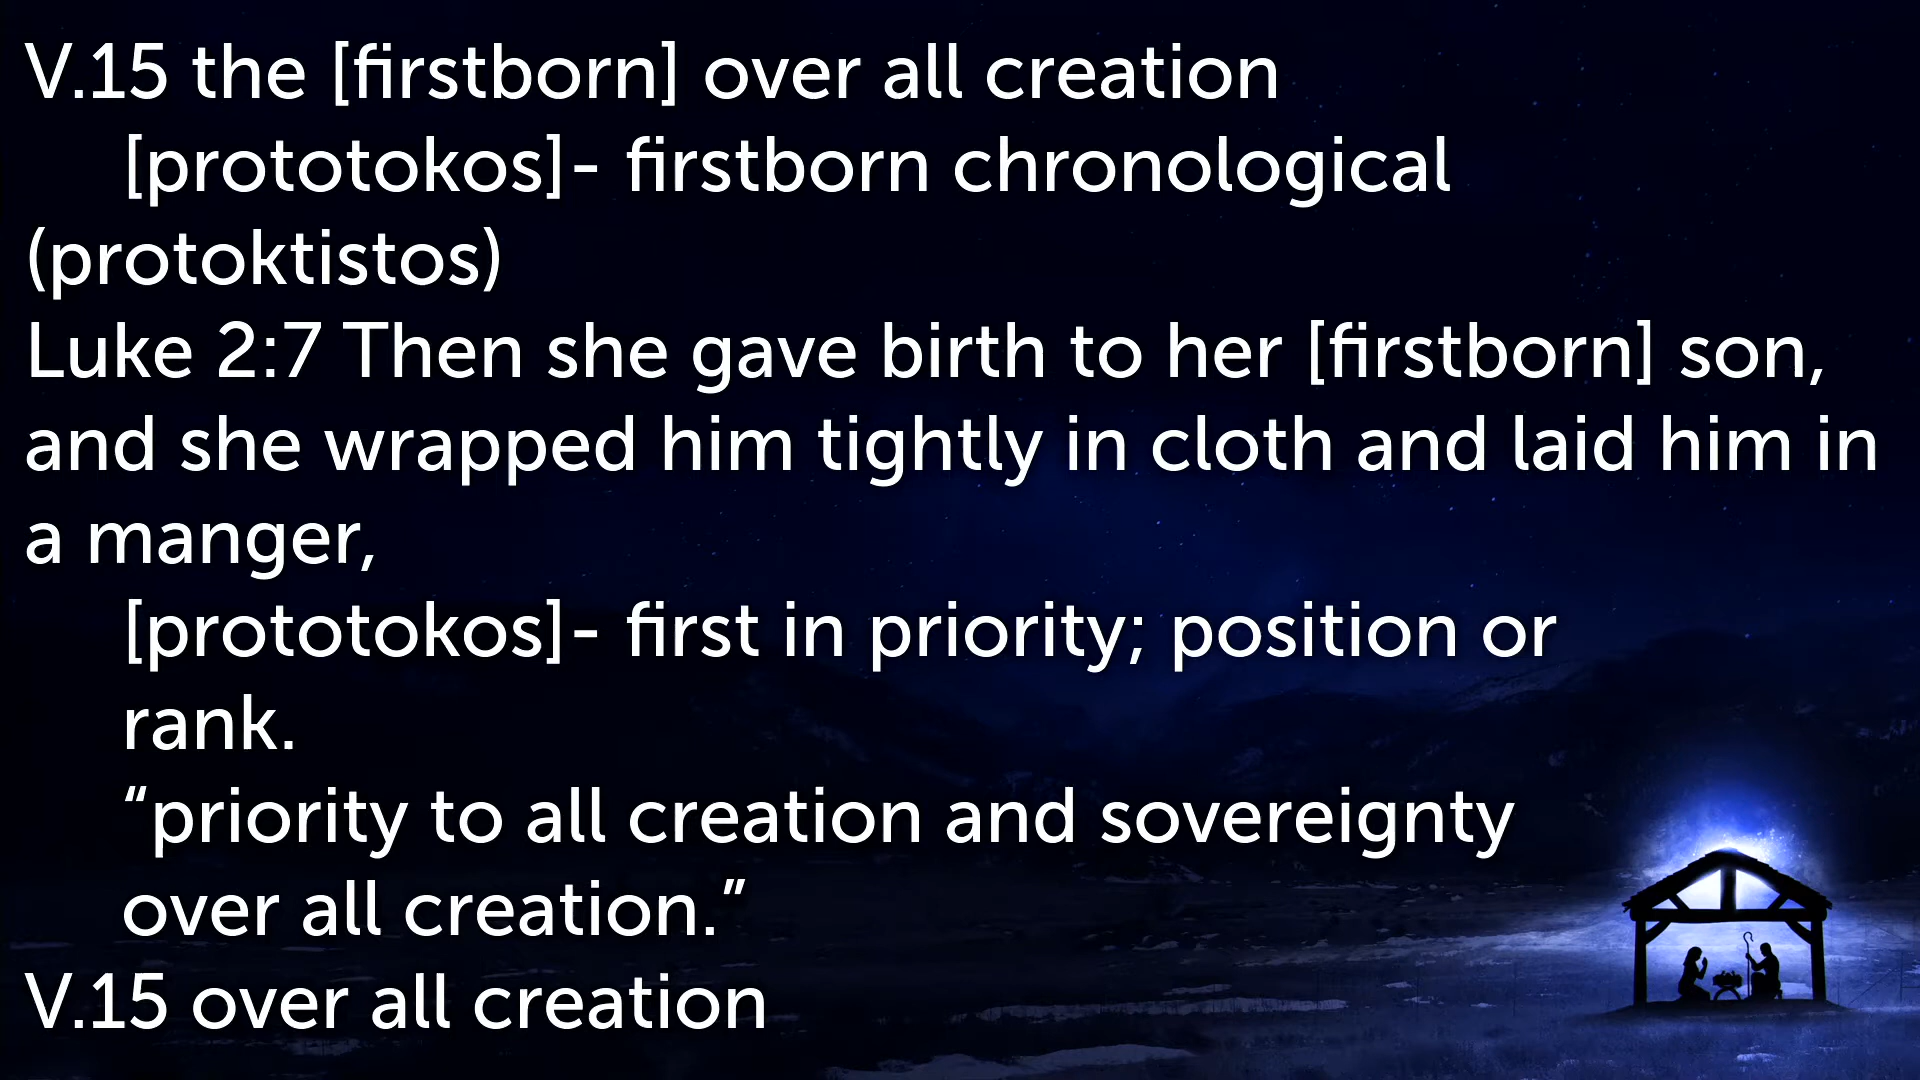 V.15 the [firstborn] over all creation
[prototokos]- firstborn chronological
(protoktistos)
Luke 2:7 Then she gave birth to her [firstborn] son,
and she wrapped him tightly in cloth and laid him in
a manger,
[prototokos]- first in priority; position or
rank.
“priority to all creation and sovereignty
over all creation.”
V.15 over all creation